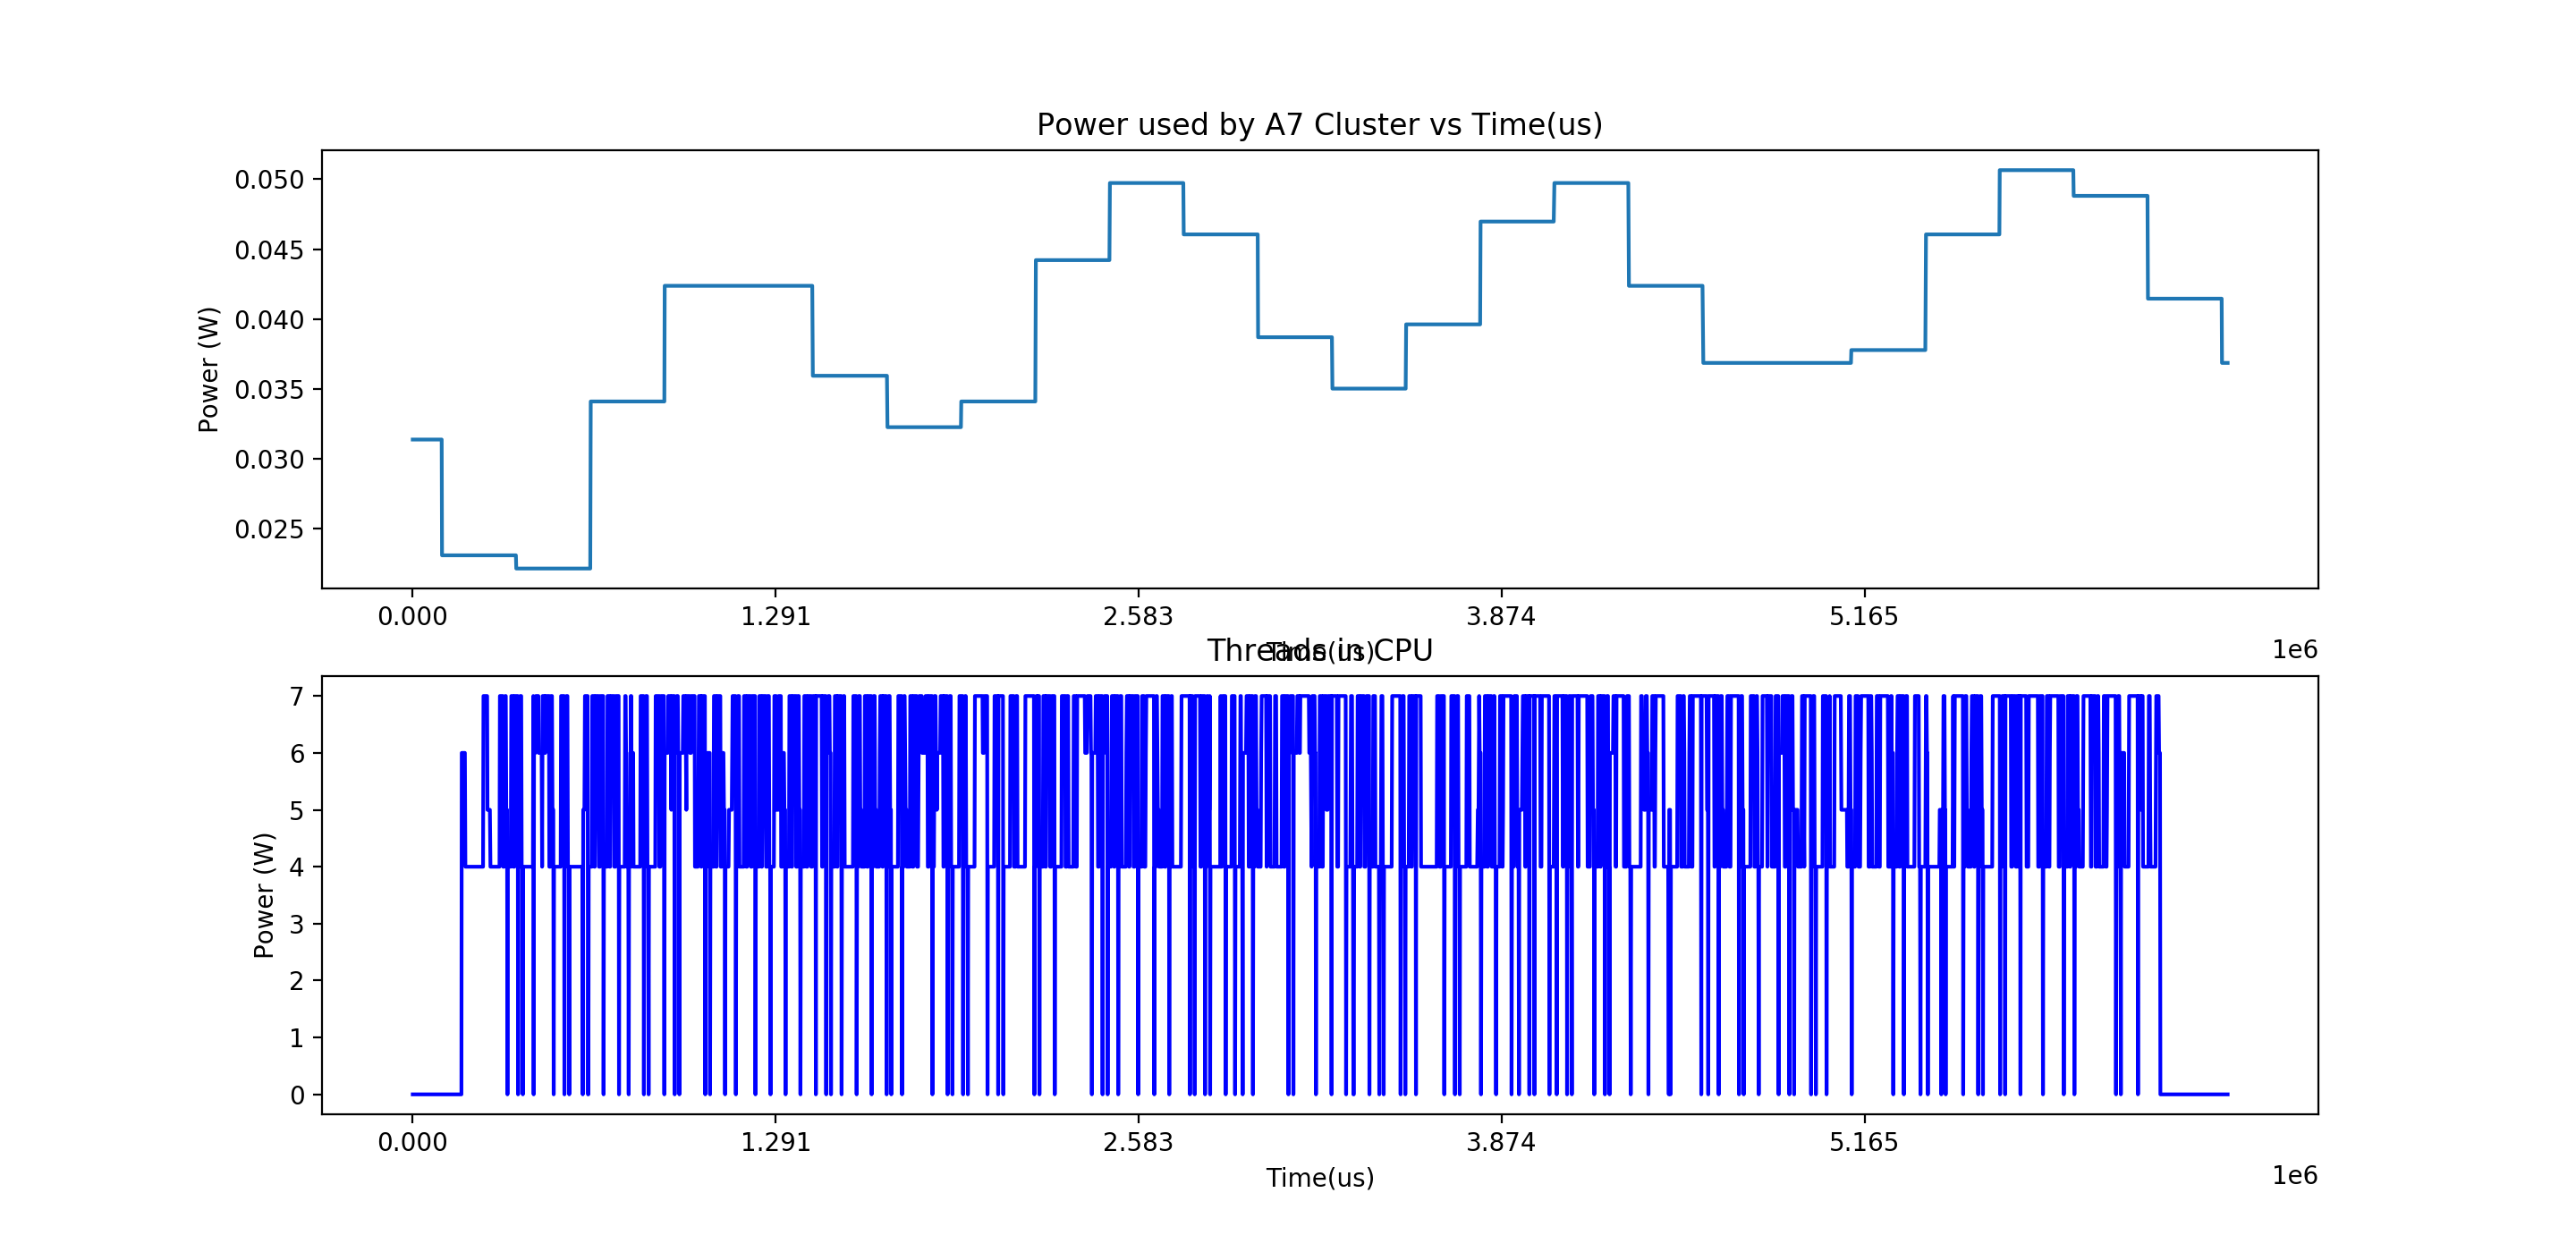 Power used by A7 Cluster vs Time(us)
Power (W)
0.050
0.045
0.040
0.035
0.030
0.025
0.000 1.291 2.583 3.874 5.165
1e6
Time(us)
Threads in CPU
Power (W)
7
6
5
4
3
2
1
0
0.000 1.291 2.583 3.874 5.165
1e6
Time(us)